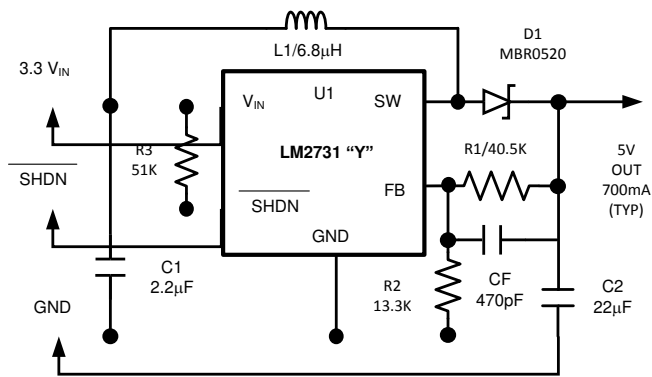 D1
MBR0520
L1/6.8µH
3.3 VIN
VIN
U1
SW
R3
51K
LM2731 “Y”
R1/40.5K
5V
OUT
700mA
(TYP)
SHDN
SHDN
FB
GND
C1
2.2µF
R2
13.3K
CF
470pF
C2
22µF
GND